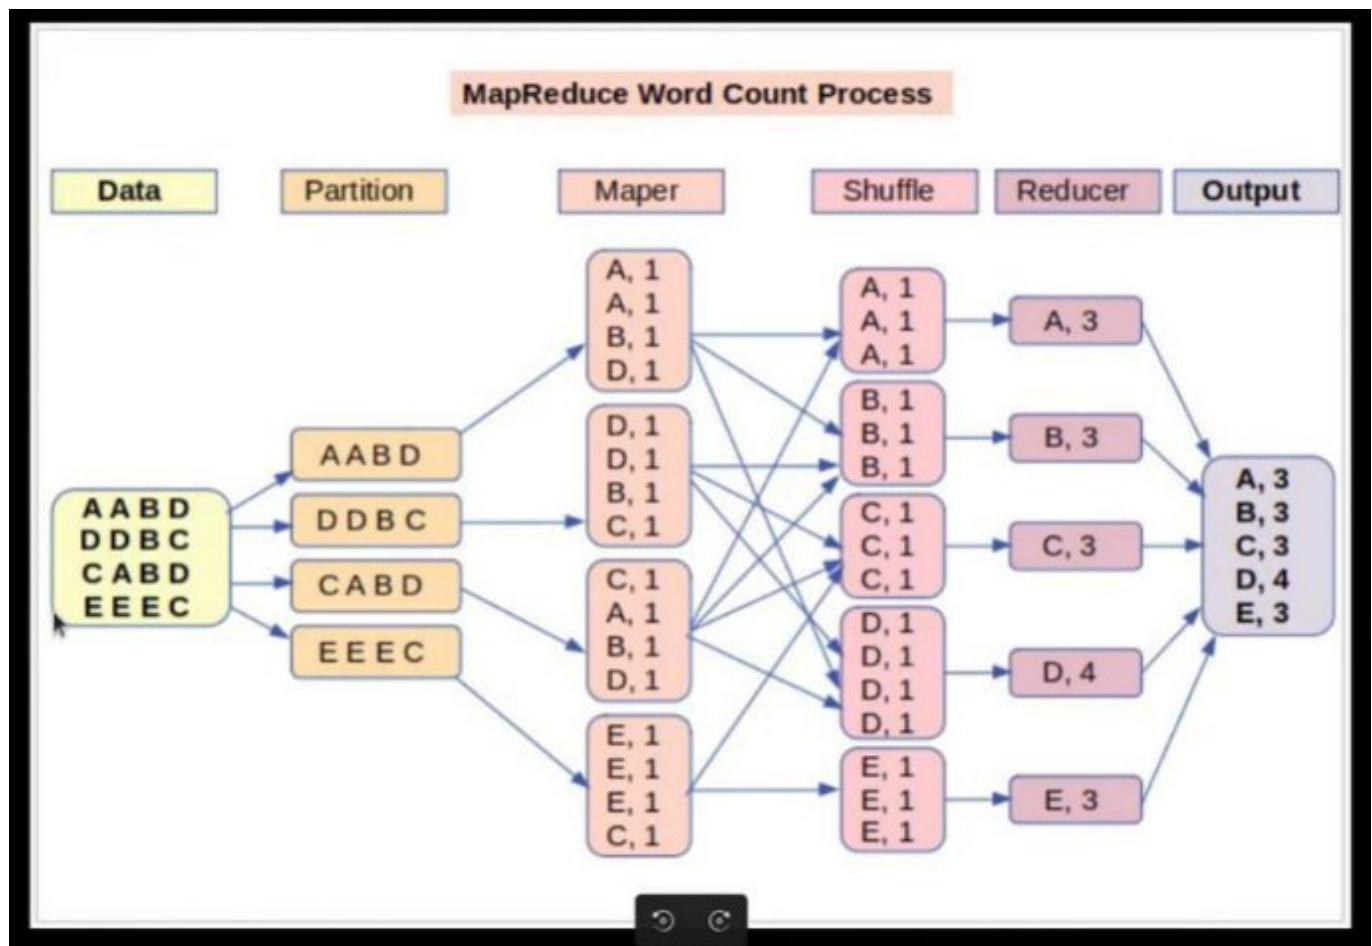 MapReduce Word Count Process
Data
Partition
Maper
Shuffle
Reducer
Output
A A B D
D D B C
C A B D
E E E C
A A B D
D D B C
C A B D
E E E C
A, 1
A, 1
B, 1
D, 1
D, 1
D, 1
B, 1
C, 1
C, 1
A, 1
B, 1
D, 1
E, 1
E, 1
E, 1
C, 1
A, 1
A, 1
A, 1
B, 1
B, 1
B, 1
C, 1
C, 1
C, 1
D, 1
D, 1
D, 1
D, 1
E, 1
E, 1
E, 1
A, 3
B, 3
C, 3
D, 4
E, 3
A, 3
B, 3
C, 3
D, 4
E, 3